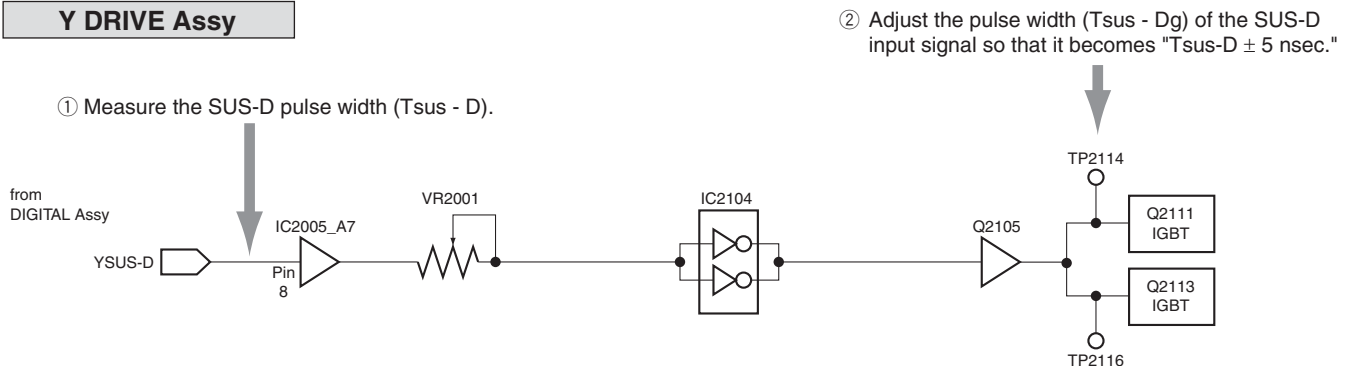 Y DRIVE Assy
② Adjust the pulse width (Tsus - Dg) of the SUS-D
input signal so that it becomes "Tsus-D ± 5 nsec."
① Measure the SUS-D pulse width (Tsus - D).
from
DIGITAL Assy
YSUS-D
Pin
8
IC2005_A7
VR2001
IC2104
Q2105
TP2114
Q2111
IGBT
Q2113
IGBT
TP2116